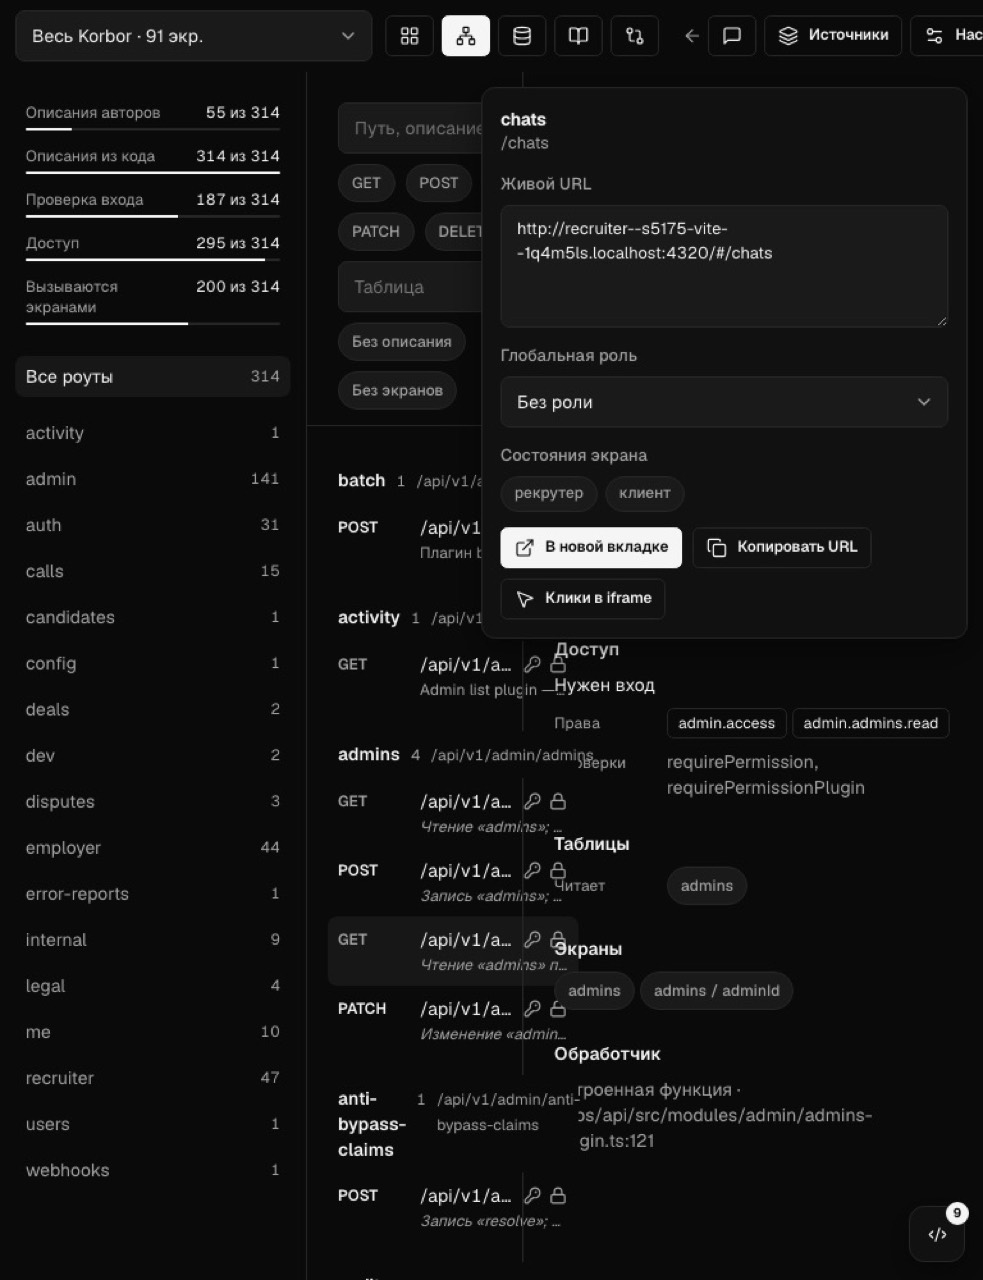 Весь Korbor · 91 экр.
Источники
Нас
Описания авторов 55 из 314
Описания из кода 314 из 314
Проверка входа 187 из 314
Доступ 295 из 314
Вызываются экранами 200 из 314
Все роуты 314
activity 1
admin 141
auth 31
calls 15
candidates 1
config 1
deals 2
dev 2
disputes 3
employer 44
error-reports 1
internal 9
legal 4
me 10
recruiter 47
users 1
webhooks 1
Путь, описание
GET POST
PATCH DELET
Таблица
Без описания
Без экранов
batch 1 /api/v1/a
POST /api/v1
Плагин b
activity 1 /api/v1
GET /api/v1/a...
Admin list plugin —...
admins 4 /api/v1/admin/admins
GET /api/v1/a...
Чтение «admins»; ...
POST /api/v1/a...
Запись «admins»; ...
GET /api/v1/a...
Чтение «admins» п...
PATCH /api/v1/a...
Изменение «admin...
anti-
bypass-
claims
1 /api/v1/admin/anti-
bypass-claims
POST /api/v1/a...
Запись «resolve»; ...
chats
/chats
Живой URL
http://recruiter--s5175-vite-
-1q4m5ls.localhost:4320/#/chats
Глобальная роль
Без роли
Состояния экрана
рекрутер клиент
В новой вкладке Копировать URL
Клики в iframe
Доступ
Нужен вход
Права admin.access admin.admins.read
верки requirePermission,
requirePermissionPlugin
Таблицы
Читает admins
Экраны
admins admins / adminId
Обработчик
троенная функция ·
os/api/src/modules/admin/admins-
gin.ts:121
9